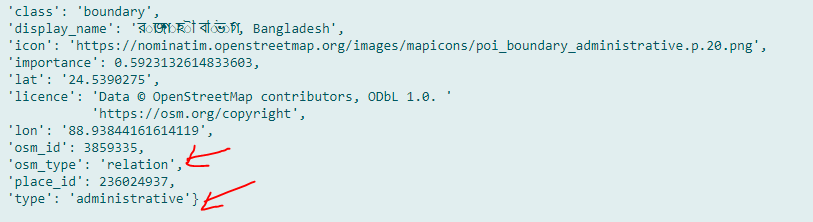 'class': 'boundary',
'display_name': 'রাজশাহী বিভাগ, Bangladesh',
'icon': 'https://nominatim.openstreetmap.org/images/mapicons/poi_boundary_administrative.p.20.png',
'importance': 0.5923132614833603,
'lat': '24.5390275',
'licence': 'Data © OpenStreetMap contributors, ODbL 1.0. '
'https://osm.org/copyright',
'lon': '88.93844161614119',
'osm_id': 3859335,
'osm_type': 'relation',
'place_id': 236024937,
'type': 'administrative'}